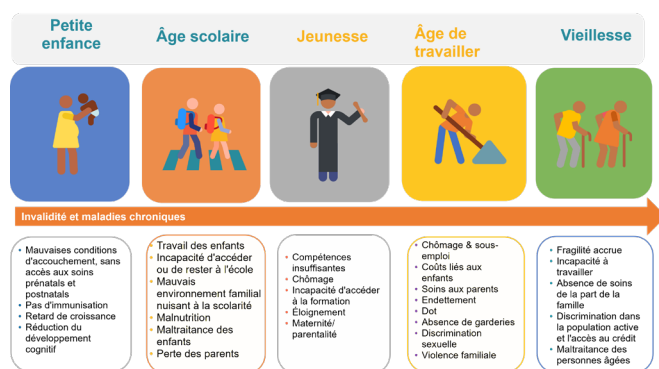 Petite
enfance
Âge scolaire
Jeunesse
Âge de
travailler
Vieillesse
Invalidité et maladies chroniques
• Mauvaises conditions
d'accouchement, sans
accès aux soins
prénatals et
postnatals
• Pas d'immunisation
• Retard de croissance
• Réduction du
développement
cognitif
• Travail des enfants
• Incapacité d'accéder
ou de rester à l'école
• Mauvais
environnement familial
nuisant à la scolarité
• Malnutrition
• Maltraitance des
enfants
• Perte des parents
• Compétences
insuffisantes
• Chômage
• Incapacité d'accéder
à la formation
• Éloignement
• Maternité/
parentalité
• Chômage & sous-
emploi
• Coûts liés aux
enfants
• Soins aux parents
• Endettement
• Dot
• Absence de garderies
• Discrimination
sexuelle
• Violence familiale
• Fragilité accrue
• Incapacité à
travailler
• Absence de soins
de la part de la
famille
• Discrimination dans
la population active
et l'accès au crédit
• Maltraitance des
personnes âgées